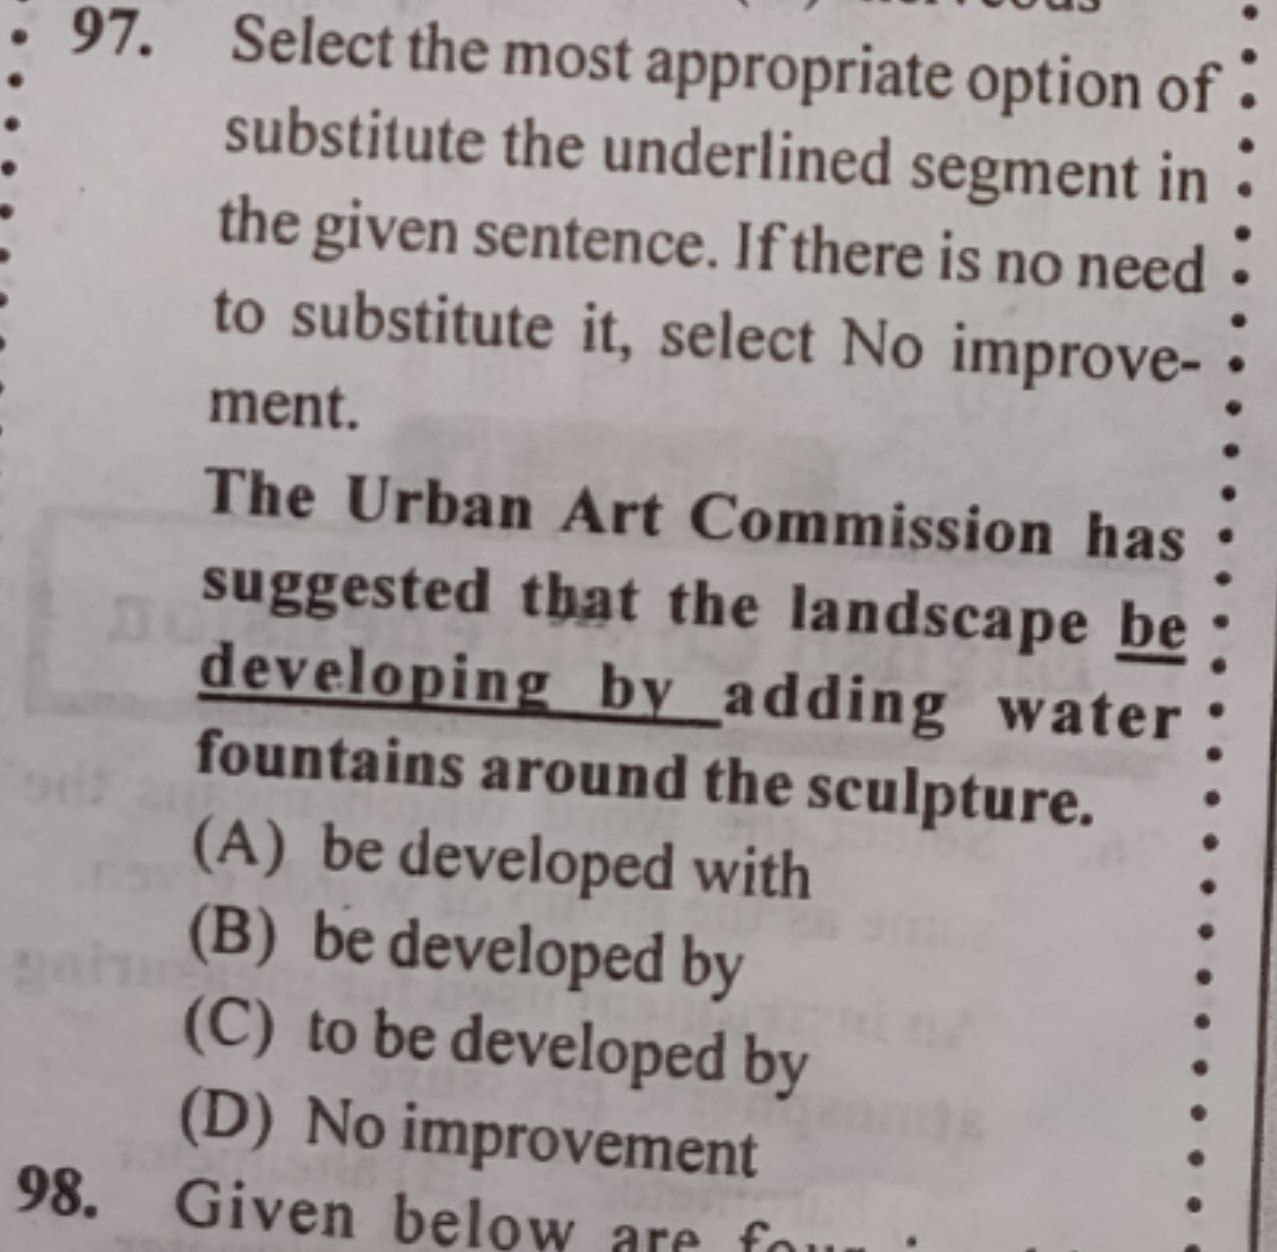 97. Select the most appropriate option of
substitute the underlined segment in
the given sentence. If there is no need
to substitute it, select No improve-
ment.
The Urban Art Commission has
suggested that the landscape be
developing by adding water
fountains around the sculpture.
(A) be developed with
(B) be developed by
(C) to be developed by
(D) No improvement
98. Given below are